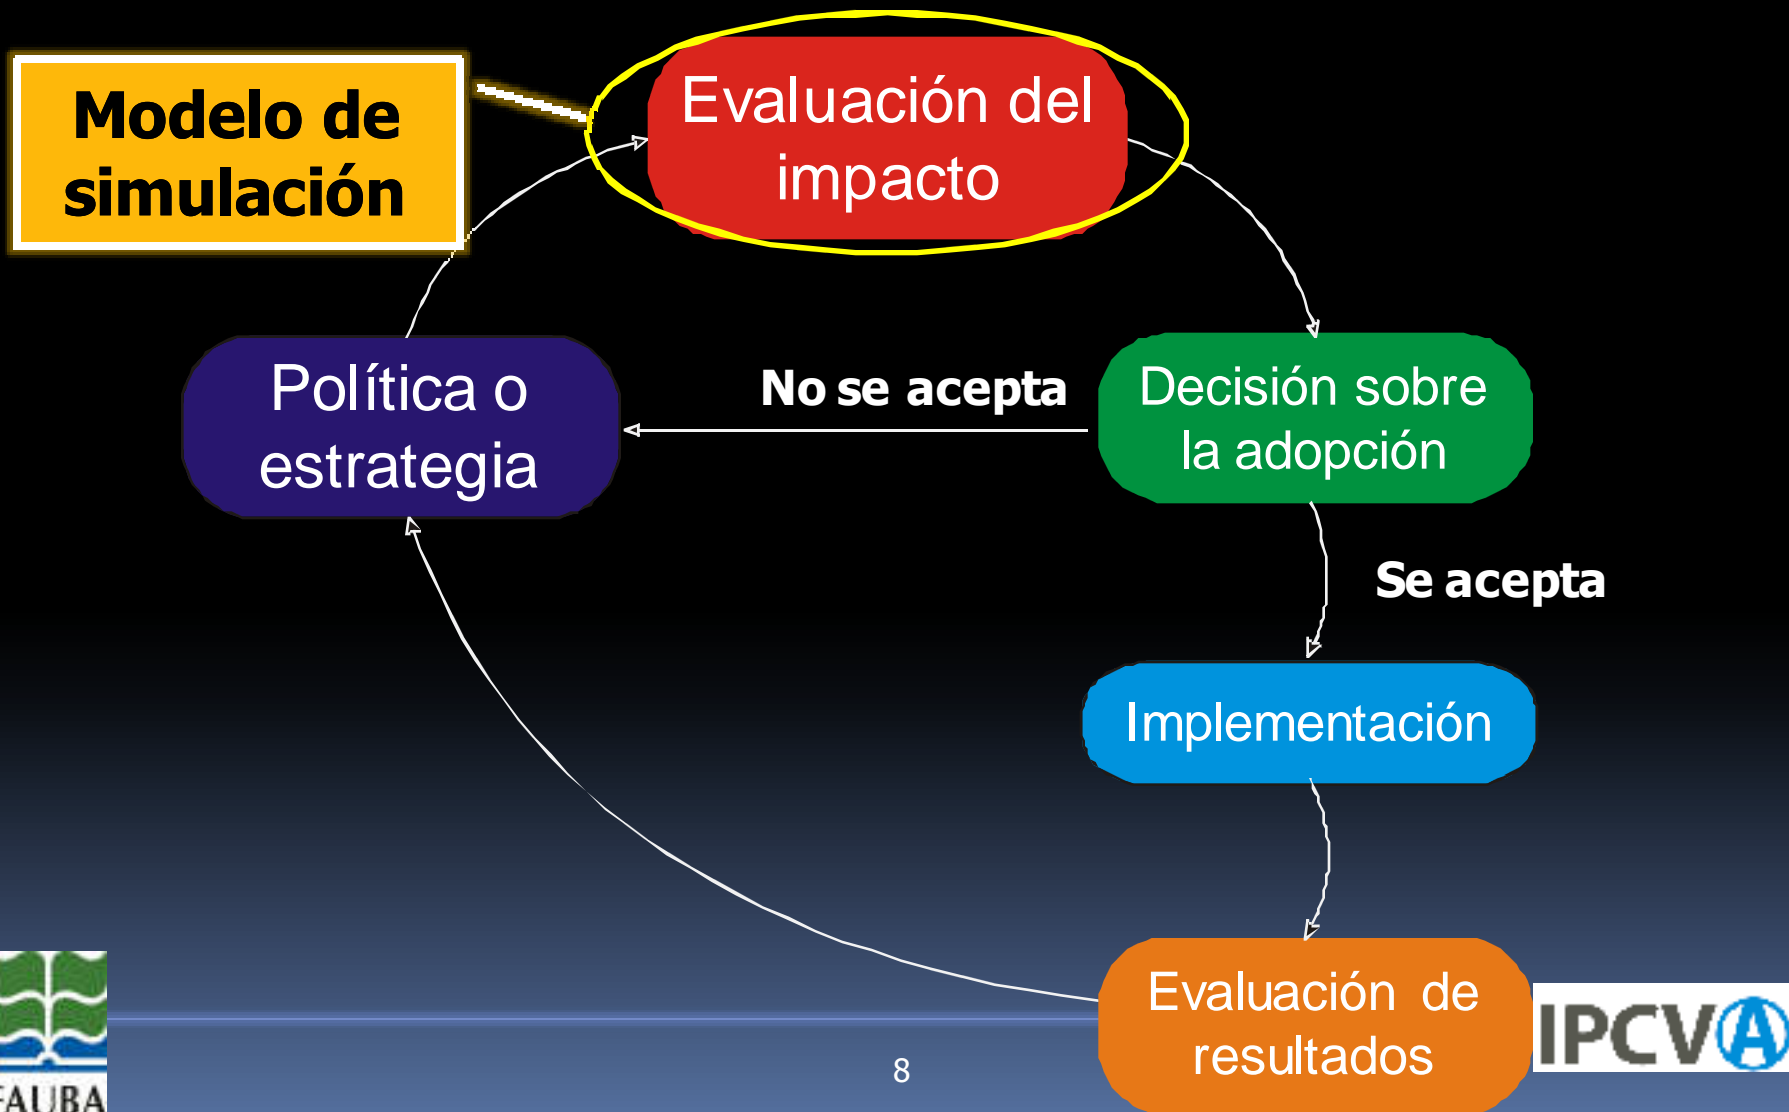 Modelo de
simulación
Evaluación del
impacto
Política o
estrategia
No se acepta
Decisión sobre
la adopción
Se acepta
Implementación
Evaluación de
resultados
8
FAUBA
IPCVA